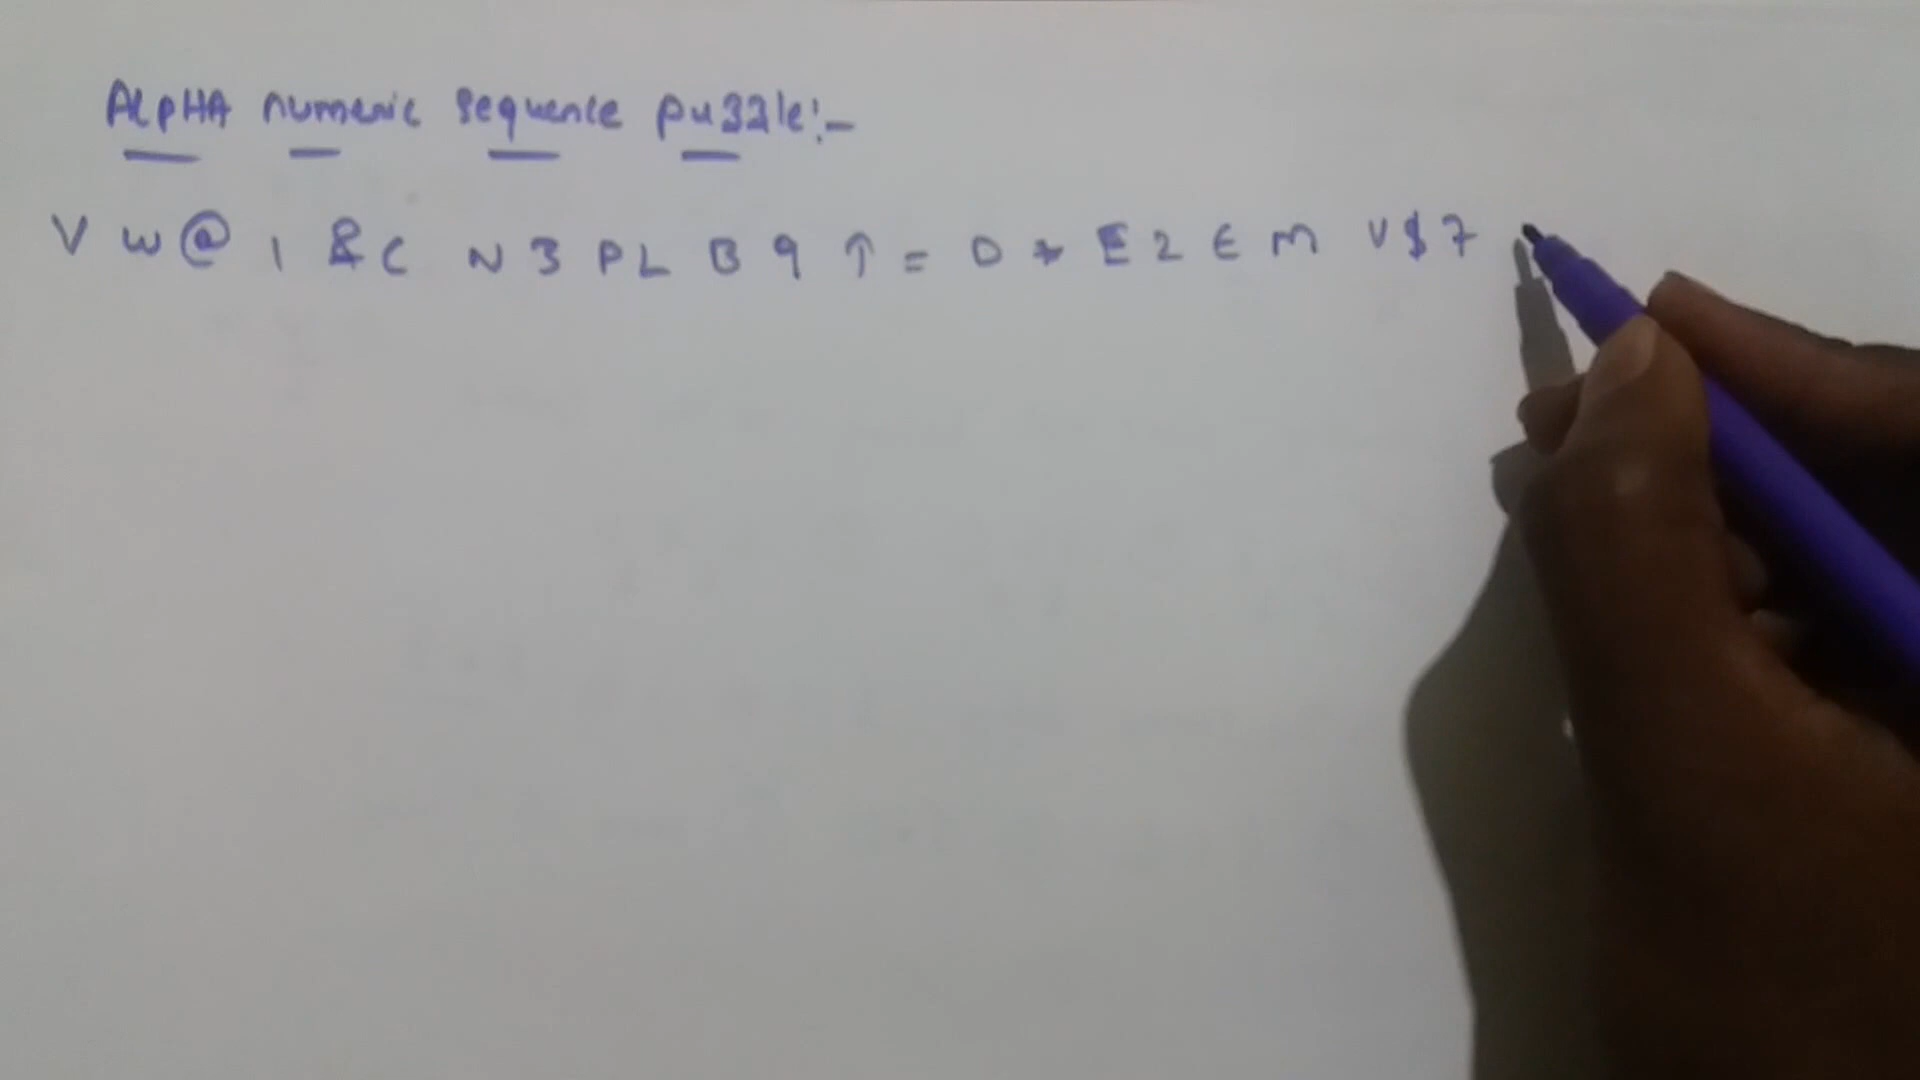 ALPHA numeric sequence puzzle:-
V W @ 1 & C N 3 P L B 9 ↑ = D * E 2 ∈ M V $ 7